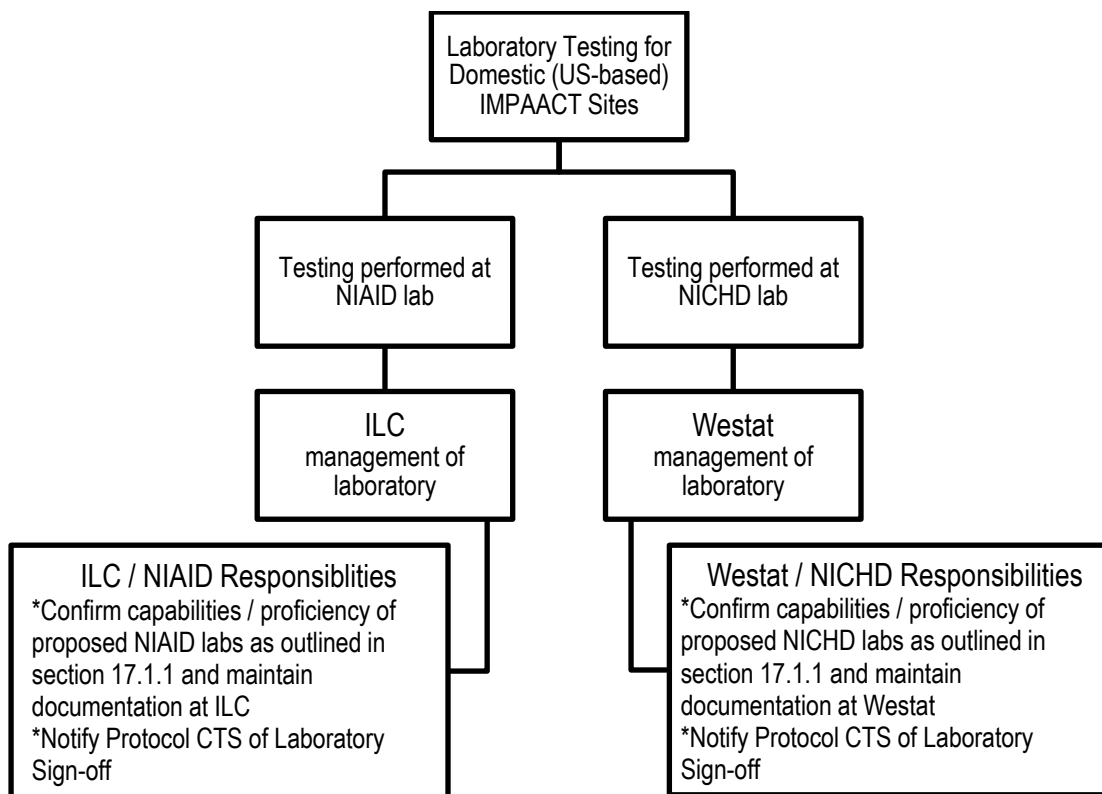 Laboratory Testing for
Domestic (US-based)
IMPAACT Sites
Testing performed at
NIAID lab
Testing performed at
NICHD lab
ILC
management of
laboratory
Westat
management of
laboratory
ILC / NIAID Responsiblities
*Confirm capabilities / proficiency of
proposed NIAID labs as outlined in
section 17.1.1 and maintain
documentation at ILC
*Notify Protocol CTS of Laboratory
Sign-off
Westat / NICHD Responsibilities
*Confirm capabilities / proficiency of
proposed NICHD labs as outlined in
section 17.1.1 and maintain
documentation at Westat
*Notify Protocol CTS of Laboratory
Sign-off